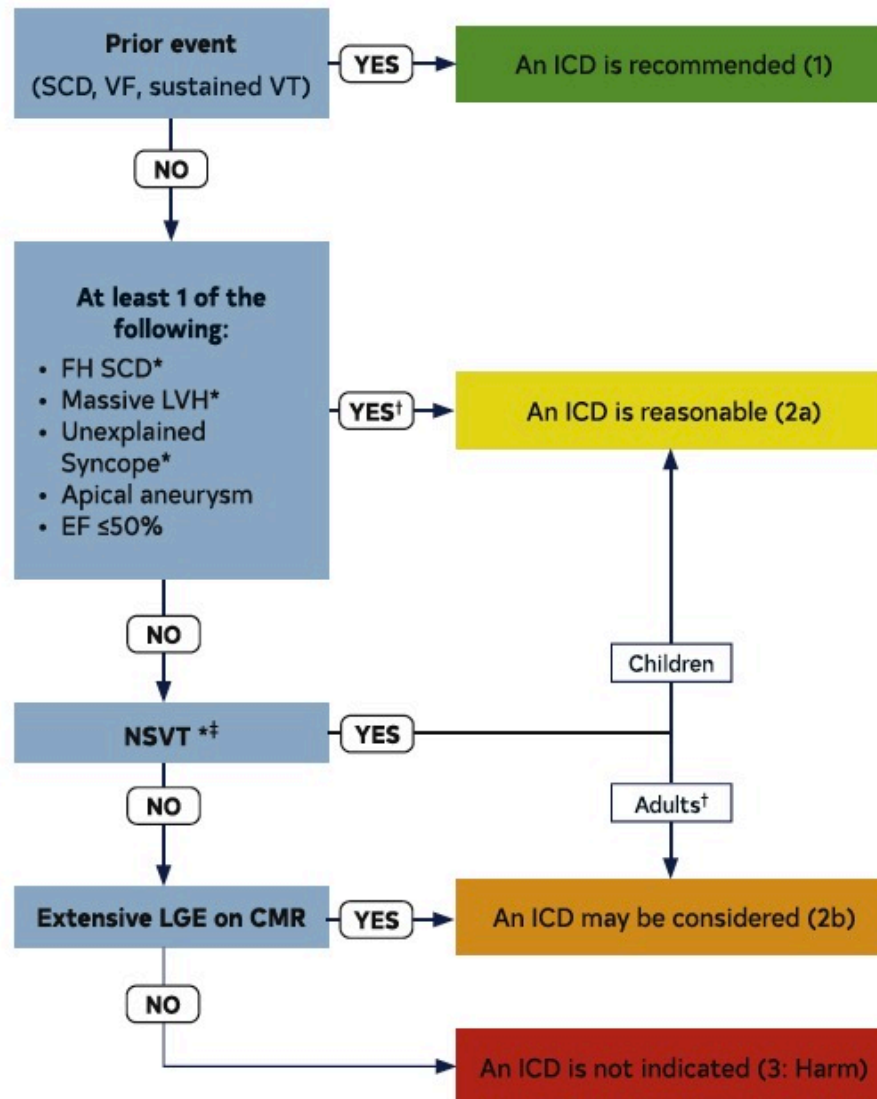 Prior event
(SCD, VF, sustained VT)
YES
An ICD is recommended (1)
NO
At least 1 of the
following:
• FH SCD*
• Massive LVH*
• Unexplained
Syncope*
• Apical aneurysm
• EF ≤50%
YES†
An ICD is reasonable (2a)
NO
Children
NSVT *‡
YES
Adults†
NO
Extensive LGE on CMR
YES
An ICD may be considered (2b)
NO
An ICD is not indicated (3: Harm)